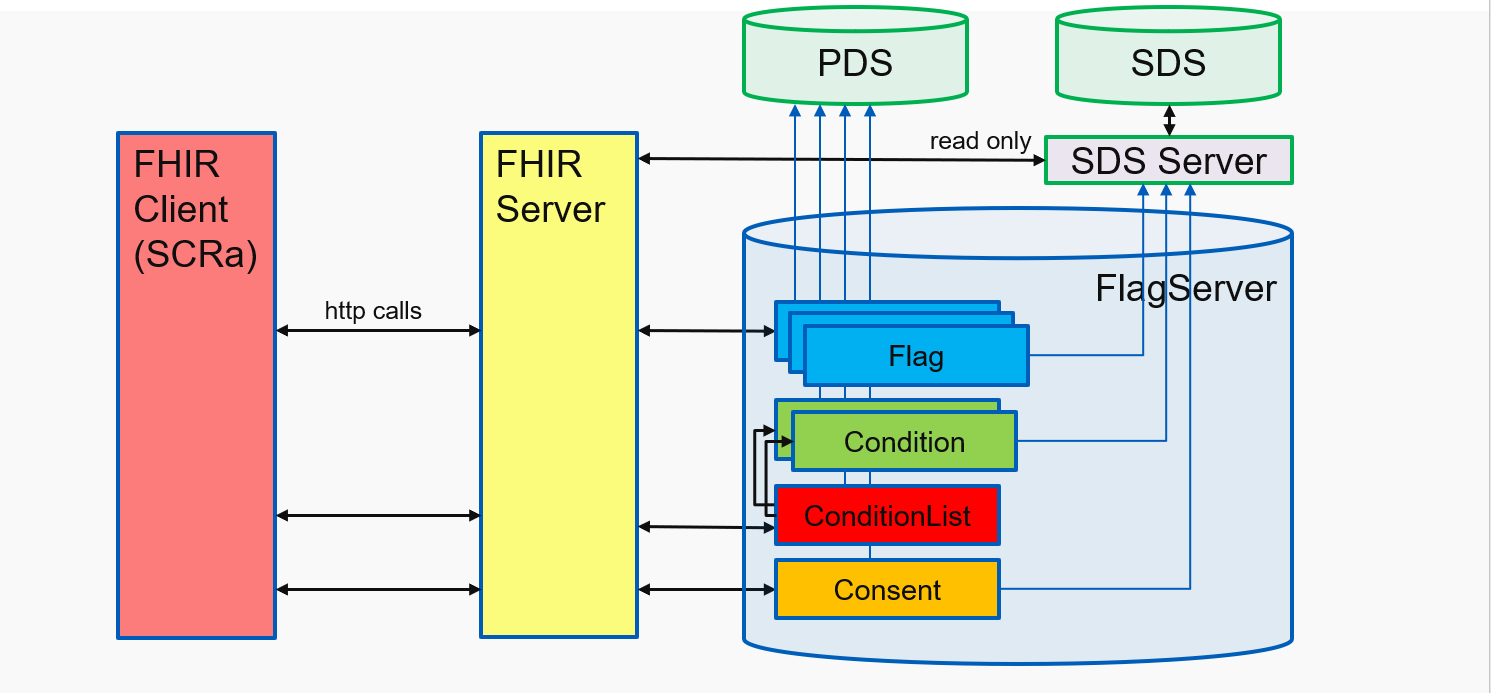 PDS
SDS
read only
SDS Server
FHIR
Client
(SCRa)
FHIR
Server
FlagServer
http calls
Flag
Condition
ConditionList
Consent